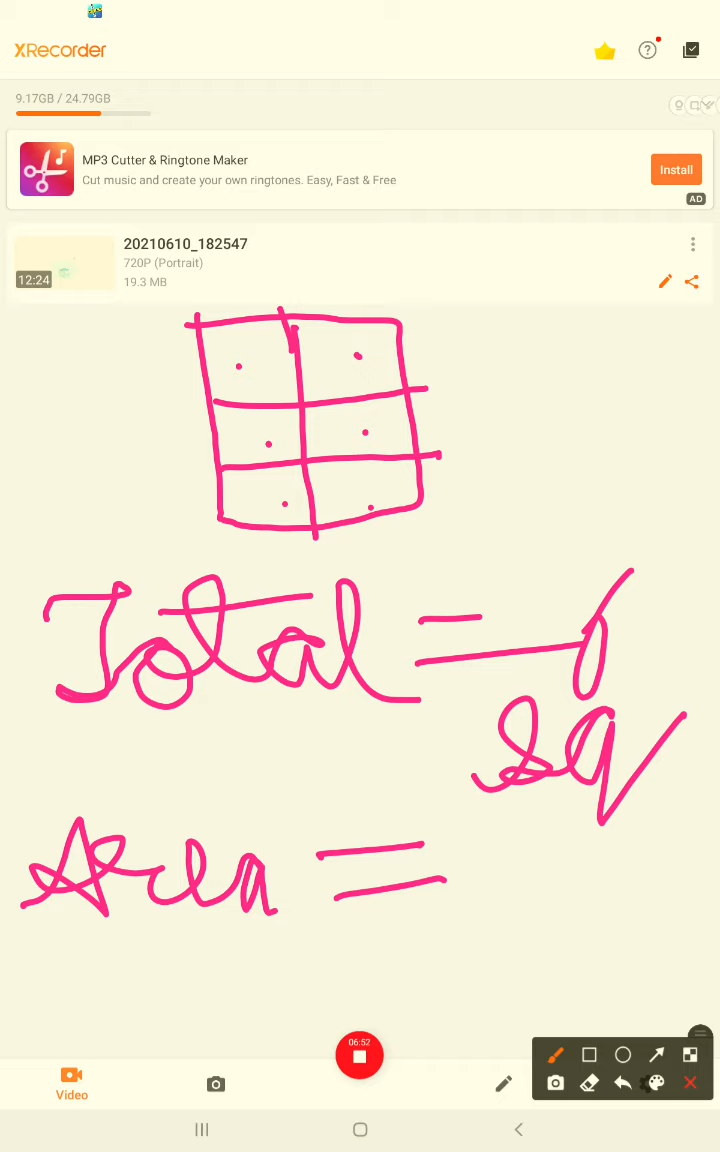 XRecorder
9.17GB / 24.79GB
MP3 Cutter & Ringtone Maker
Cut music and create your own ringtones. Easy, Fast & Free
Install
AD
20210610_182547
720P (Portrait)
12:24
19.3 MB
Total = 6
sq
Area =
06:52
Video